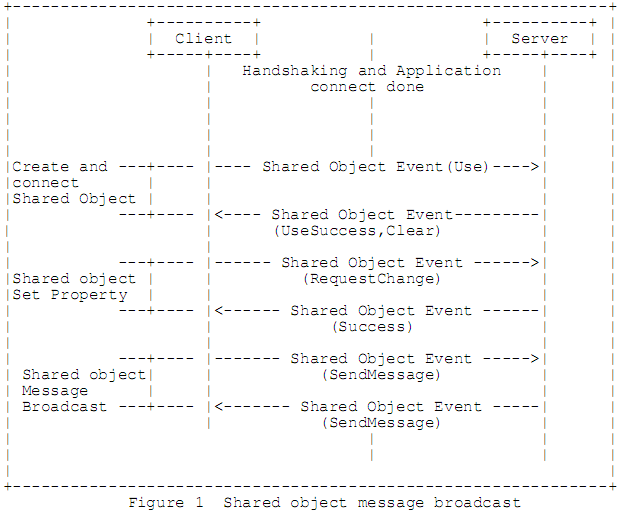 Client Server
Handshaking and Application
connect done
Create and ---+---- |---- Shared Object Event(Use)---->|
connect
Shared Object |
---+---- |<---- Shared Object Event---------|
(UseSuccess,Clear)
---+---- |------ Shared Object Event ------>|
Shared object (RequestChange)
Set Property |
---+---- |<------ Shared Object Event ------|
(Success)
---+---- |------- Shared Object Event ----->|
Shared object| (SendMessage)
Message
Broadcast ---+---- |<------- Shared Object Event -----|
(SendMessage)
Figure 1 Shared object message broadcast